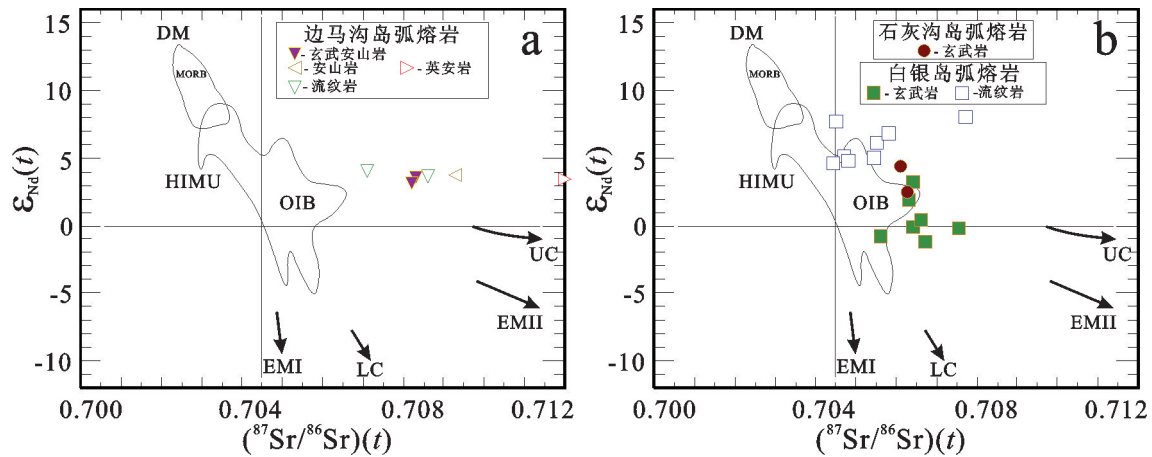 a
边马沟岛弧熔岩
-玄武安山岩
-安山岩
-英安岩
-流纹岩
DM
MORB
HIMU
OIB
UC
EMII
EMI
LC
15
10
5
0
-5
-10
εNd(t)
0.700
0.704
0.708
0.712
(⁸⁷Sr/⁸⁶Sr)(t)
b
石灰沟岛弧熔岩
-玄武岩
白银岛弧熔岩
-玄武岩
-流纹岩
DM
MORB
HIMU
OIB
UC
EMII
EMI
LC
15
10
5
0
-5
-10
εNd(t)
0.700
0.704
0.708
0.712
(⁸⁷Sr/⁸⁶Sr)(t)